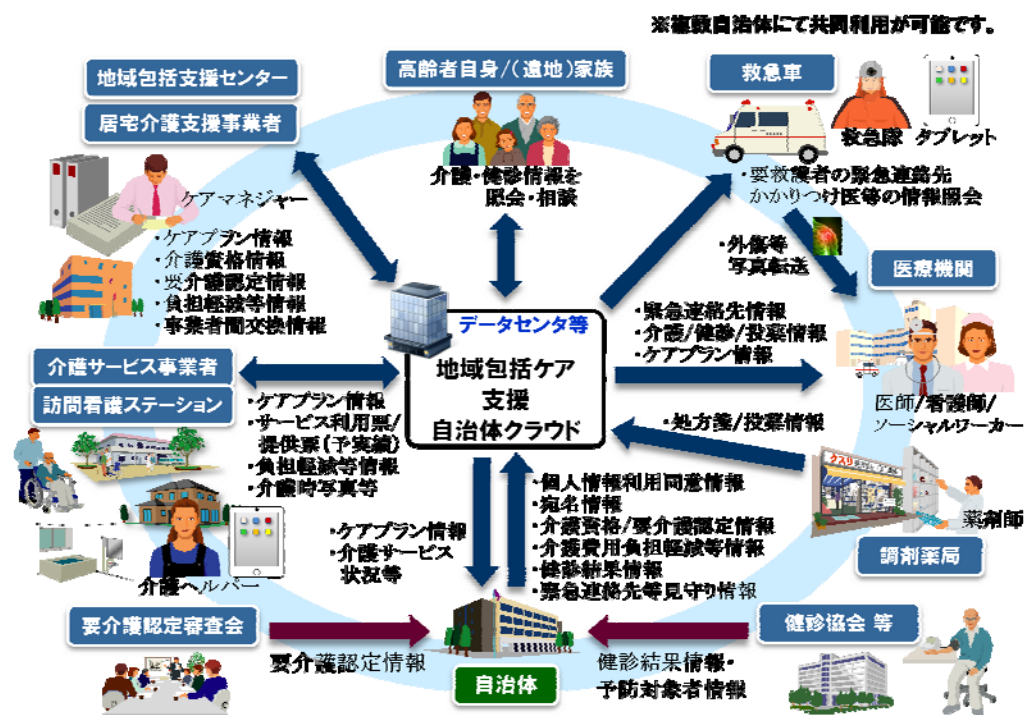 ※複数自治体にて共同利用が可能です。
地域包括支援センター
居宅介護支援事業者
ケアマネジャー
・ケアプラン情報
・介護資格情報
・要介護認定情報
・負担軽減等情報
・事業者間交換情報
高齢者自身/(遠地)家族
介護・健診情報を
照会・相談
救急車
救急隊
タブレット
・要救護者の緊急連絡先
かかりつけ医等の情報照会
・外傷等
写真転送
医療機関
・緊急連絡先情報
・介護/健診/投薬情報
・ケアプラン情報
医師/看護師/
ソーシャルワーカー
データセンタ等
地域包括ケア
支援
自治体クラウド
介護サービス事業者
訪問看護ステーション
・ケアプラン情報
・サービス利用票/
提供票(予実績)
・負担軽減等情報
・介護時写真等
介護ヘルパー
・処方箋/投薬情報
クスリ
薬剤師
調剤薬局
・ケアプラン情報
・介護サービス
状況等
・個人情報利用同意情報
・宛名情報
・介護資格/要介護認定情報
・介護費用負担軽減等情報
・健診結果情報
・緊急連絡先等見守り情報
要介護認定審査会
要介護認定情報
自治体
健診協会 等
健診結果情報・
予防対象者情報